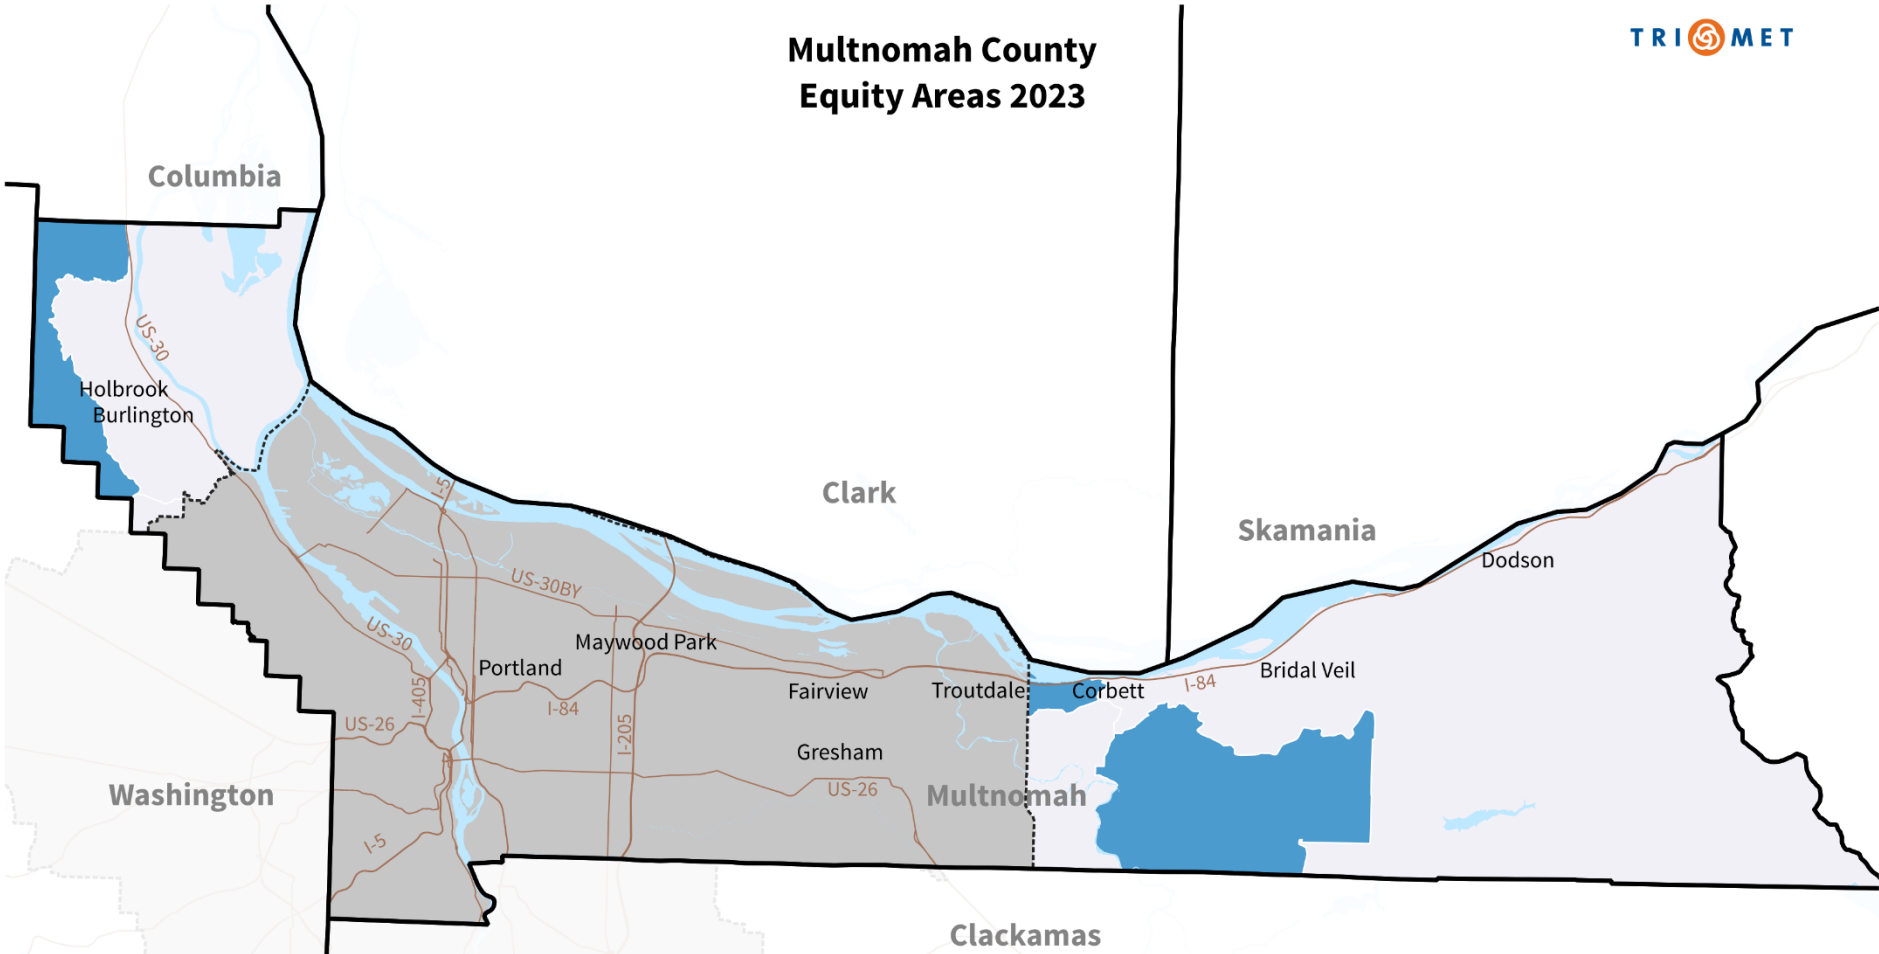 Multnomah County
Equity Areas 2023
TRI MET
Columbia
US-30
Holbrook
Burlington
I-5
Clark
Skamania
Dodson
US-30BY
US-30
Maywood Park
Portland
Bridal Veil
I-84
Fairview
Troutdale
Corbett
I-405
I-84
US-26
I-205
Gresham
US-26
Washington
Multnomah
I-5
Clackamas